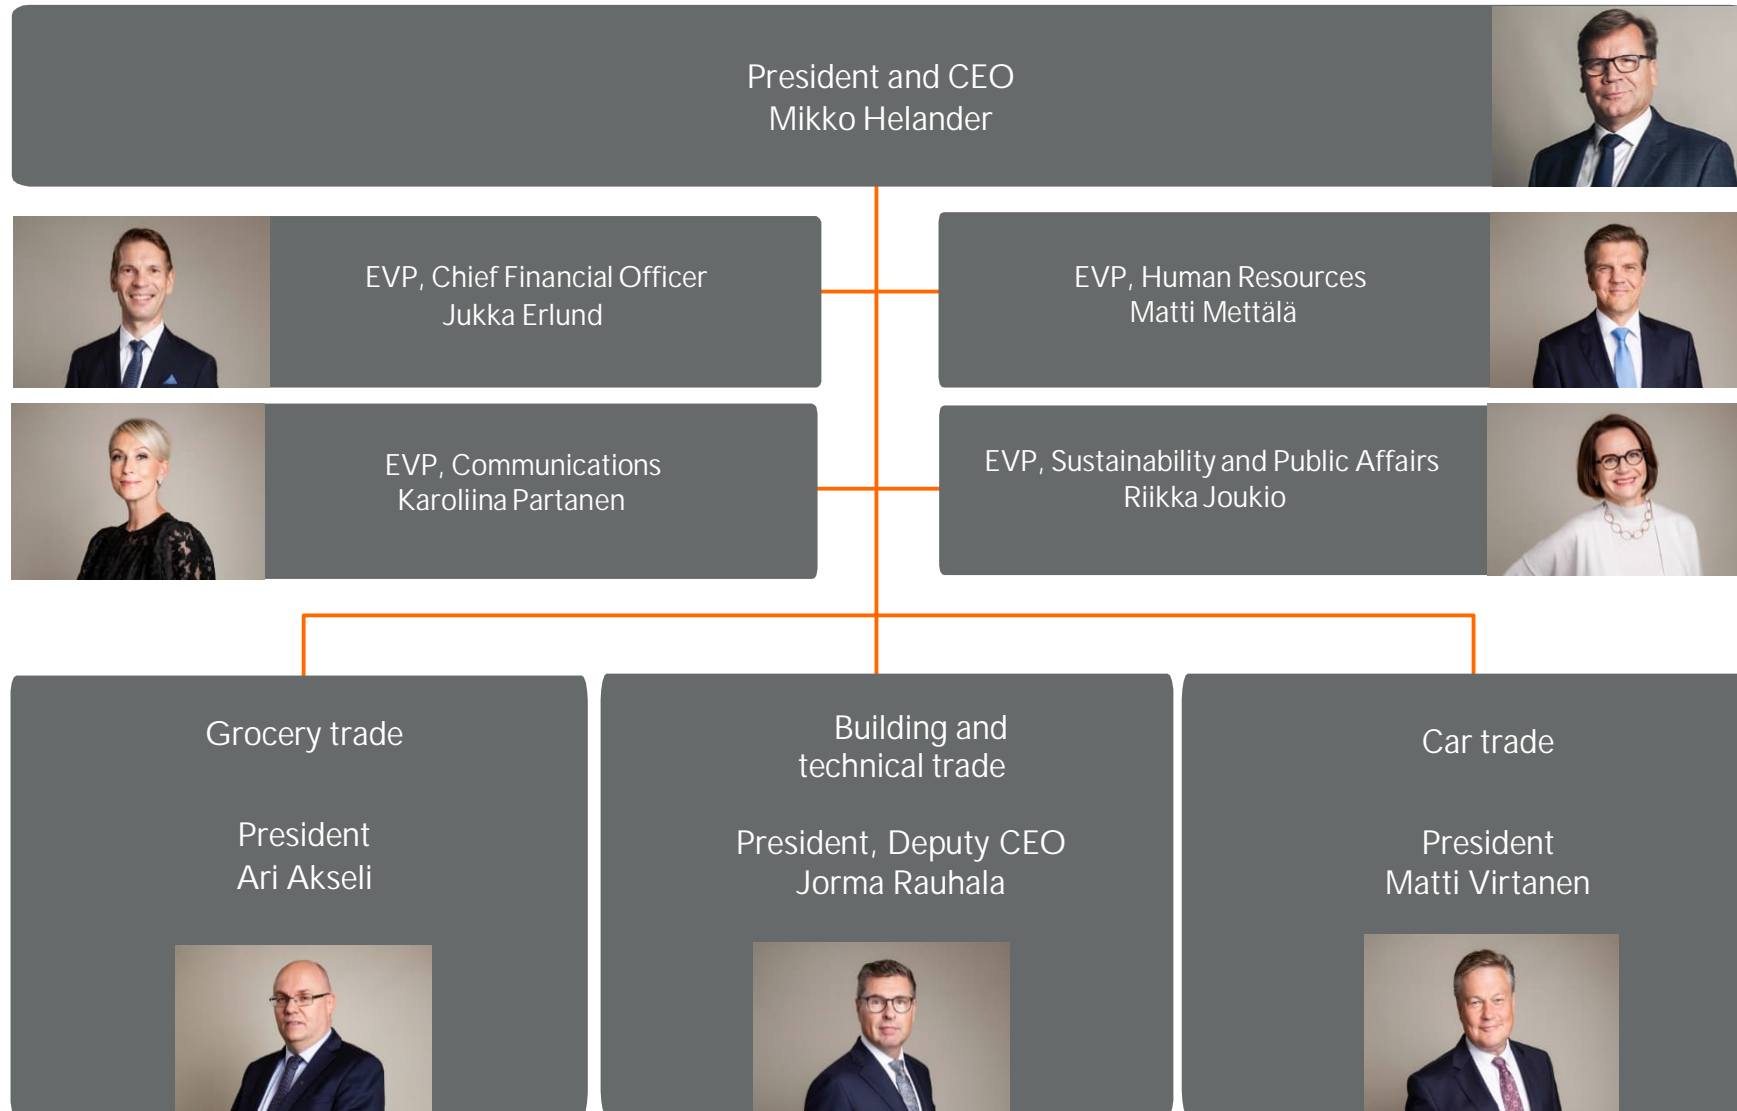 President and CEO
Mikko Helander
EVP, Chief Financial Officer
Jukka Erlund
EVP, Human Resources
Matti Mettälä
EVP, Communications
Karoliina Partanen
EVP, Sustainability and Public Affairs
Riikka Joukio
Grocery trade
President
Ari Akseli
Building and
technical trade
President, Deputy CEO
Jorma Rauhala
Car trade
President
Matti Virtanen